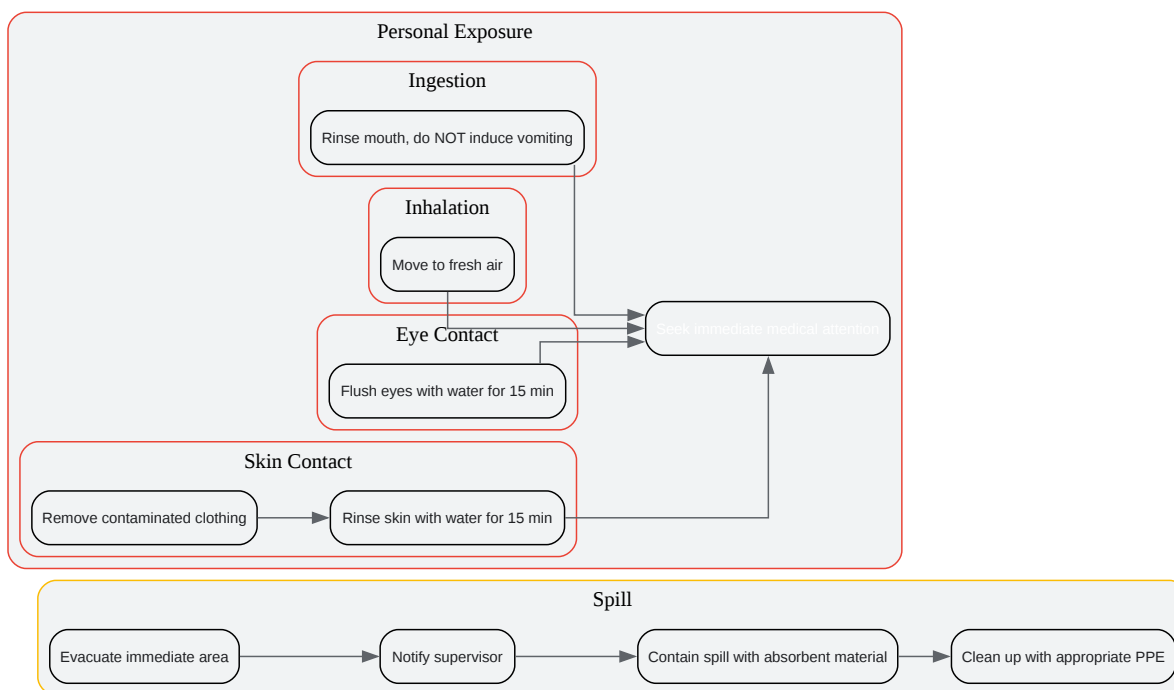 Personal Exposure
Ingestion
Rinse mouth, do NOT induce vomiting
Inhalation
Move to fresh air
Seek immediate medical attention
Eye Contact
Flush eyes with water for 15 min
Skin Contact
Remove contaminated clothing
Rinse skin with water for 15 min
Spill
Evacuate immediate area
Notify supervisor
Contain spill with absorbent material
Clean up with appropriate PPE